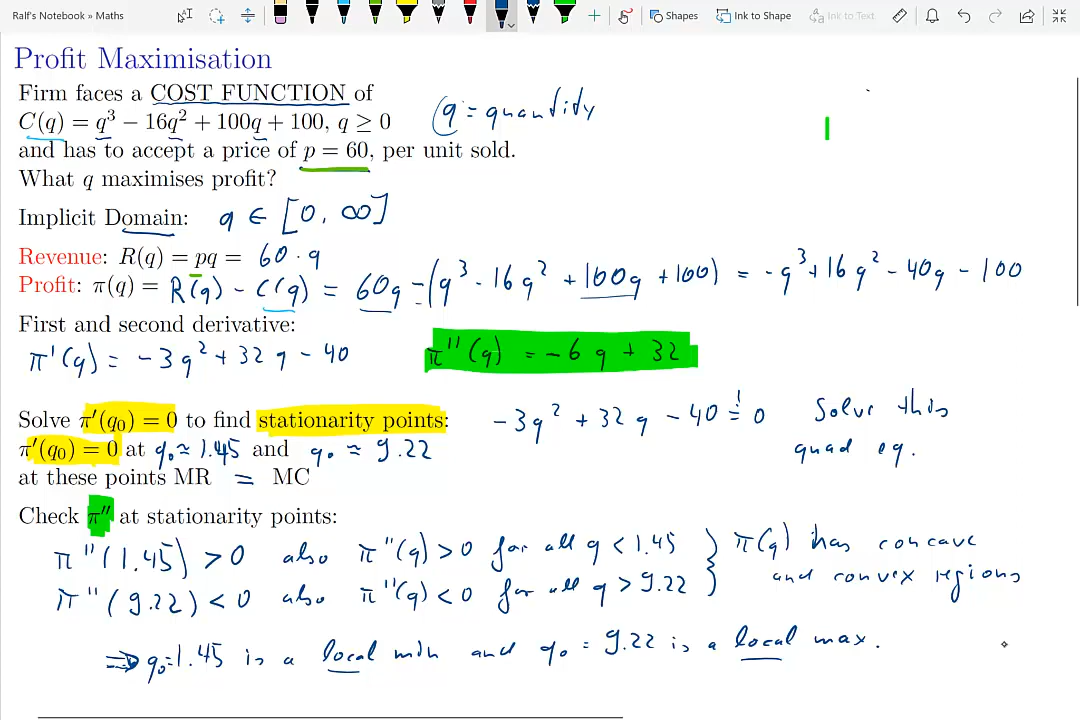 Ralf's Notebook » Maths
Shapes Ink to Shape Ink to Text
Profit Maximisation
Firm faces a COST FUNCTION of
C(q) = q³ − 16q² + 100q + 100, q ≥ 0
(q = quantity
and has to accept a price of p = 60, per unit sold.
What q maximises profit?
Implicit Domain: q ∈ [0, ∞]
Revenue: R(q) = pq = 60 · q
Profit: π(q) = R(q) − C(q) = 60q − (q³ − 16q² + 100q + 100) = −q³ + 16q² − 40q − 100
First and second derivative:
π'(q) = −3q² + 32q − 40 π''(q) = −6q + 32
Solve π′(q₀) = 0 to find stationarity points: −3q² + 32q − 40 =! 0 Solve this
π′(q₀) = 0 at q₀ ≈ 1.45 and q₀ ≈ 9.22 quad eq.
at these points MR = MC
Check π″ at stationarity points:
π''(1.45) > 0 also π''(q) > 0 for all q < 1.45 } π(q) has concave
π''(9.22) < 0 also π''(q) < 0 for all q > 9.22 and convex regions
⇒ q₀=1.45 is a local min and q₀ = 9.22 is a local max.